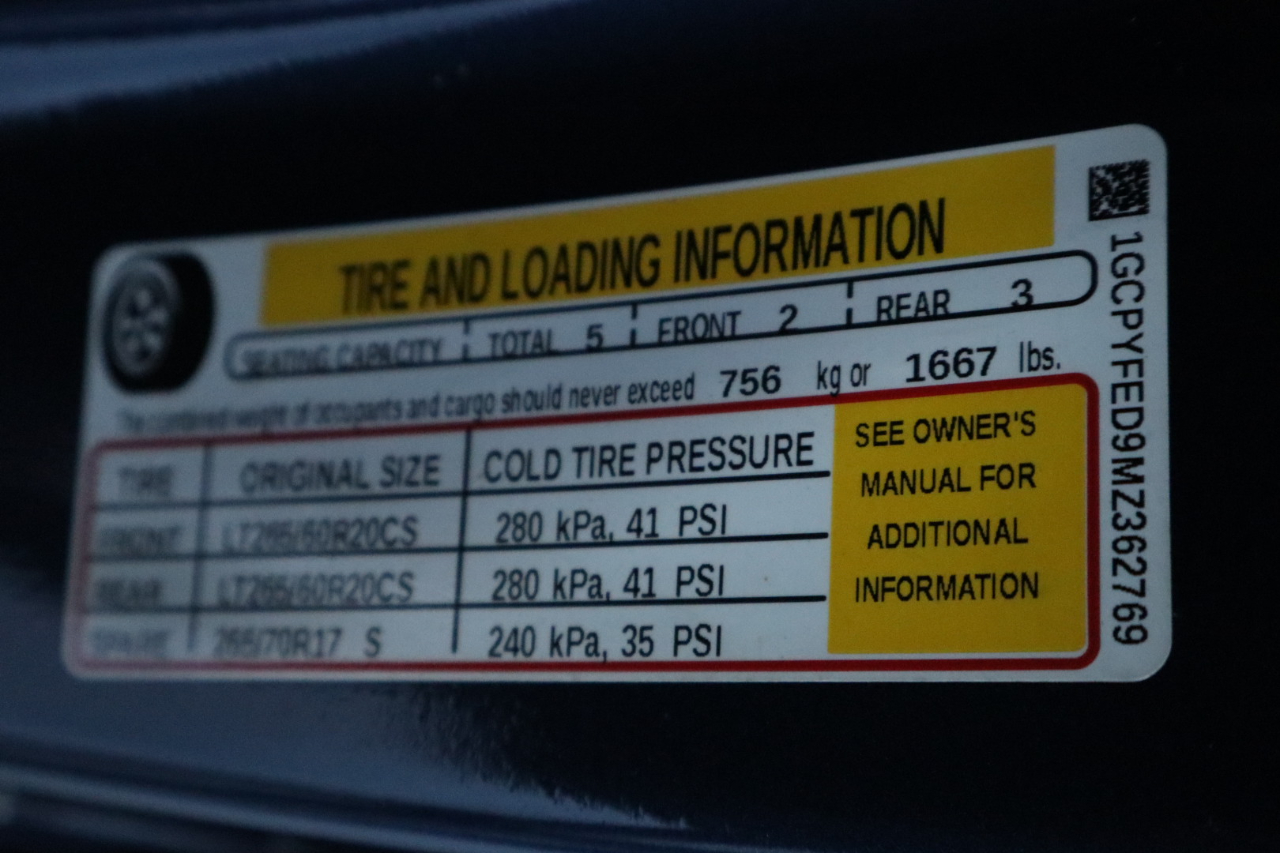 TIRE AND LOADING INFORMATION
SEATING CAPACITY TOTAL 5 FRONT 2 REAR 3
The combined weight of occupants and cargo should never exceed 756 kg or 1667 lbs.
TIRE ORIGINAL SIZE COLD TIRE PRESSURE
FRONT LT265/60R20CS 280 kPa, 41 PSI
REAR LT265/60R20CS 280 kPa, 41 PSI
SPARE 265/70R17 S 240 kPa, 35 PSI
SEE OWNER'S
MANUAL FOR
ADDITIONAL
INFORMATION
1GCPYFED9MZ362769